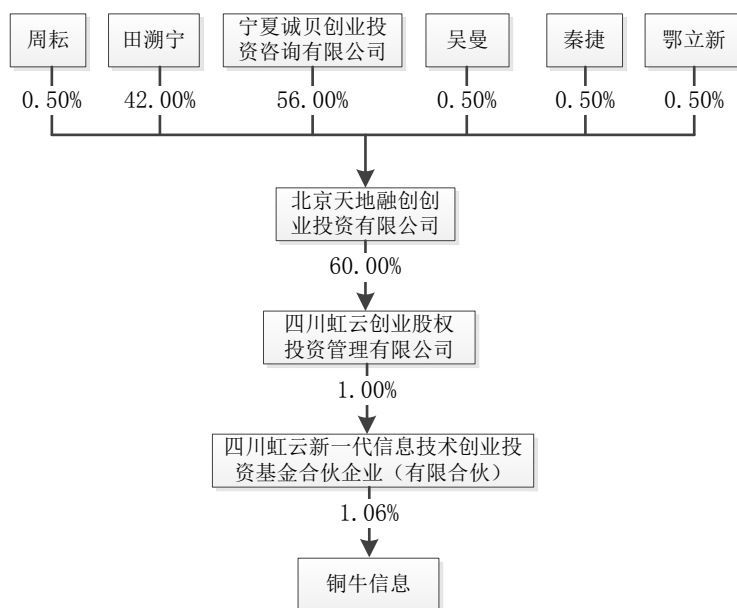 周耘
田溯宁
宁夏诚贝创业投
资咨询有限公司
吴曼
秦捷
鄂立新
0.50%
42.00%
56.00%
0.50%
0.50%
0.50%
北京天地融创创
业投资有限公司
60.00%
四川虹云创业股权
投资管理有限公司
1.00%
四川虹云新一代信息技术创业投
资基金合伙企业（有限合伙）
1.06%
铜牛信息